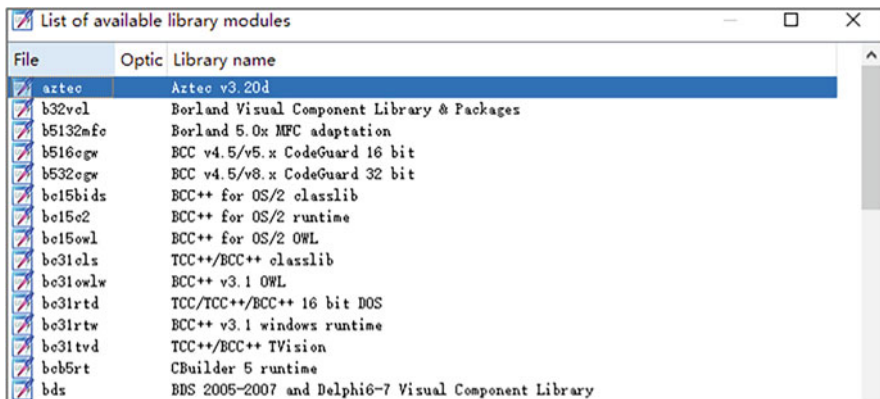 List of available library modules
File Optic Library name
aztec Aztec v3.20d
b32vcl Borland Visual Component Library & Packages
b5132mfc Borland 5.0x MFC adaptation
b516cgw BCC v4.5/v5.x CodeGuard 16 bit
b532cgw BCC v4.5/v8.x CodeGuard 32 bit
bc15bids BCC++ for OS/2 classlib
bc15c2 BCC++ for OS/2 runtime
bc15owl BCC++ for OS/2 OWL
bc31cls TCC++/BCC++ classlib
bc31owlw BCC++ v3.1 OWL
bc31rtd TCC/TCC++/BCC++ 16 bit DOS
bc31rtw BCC++ v3.1 windows runtime
bc31tvd TCC++/BCC++ TVision
bcb5rt CBuilder 5 runtime
bds BDS 2005-2007 and Delphi6-7 Visual Component Library